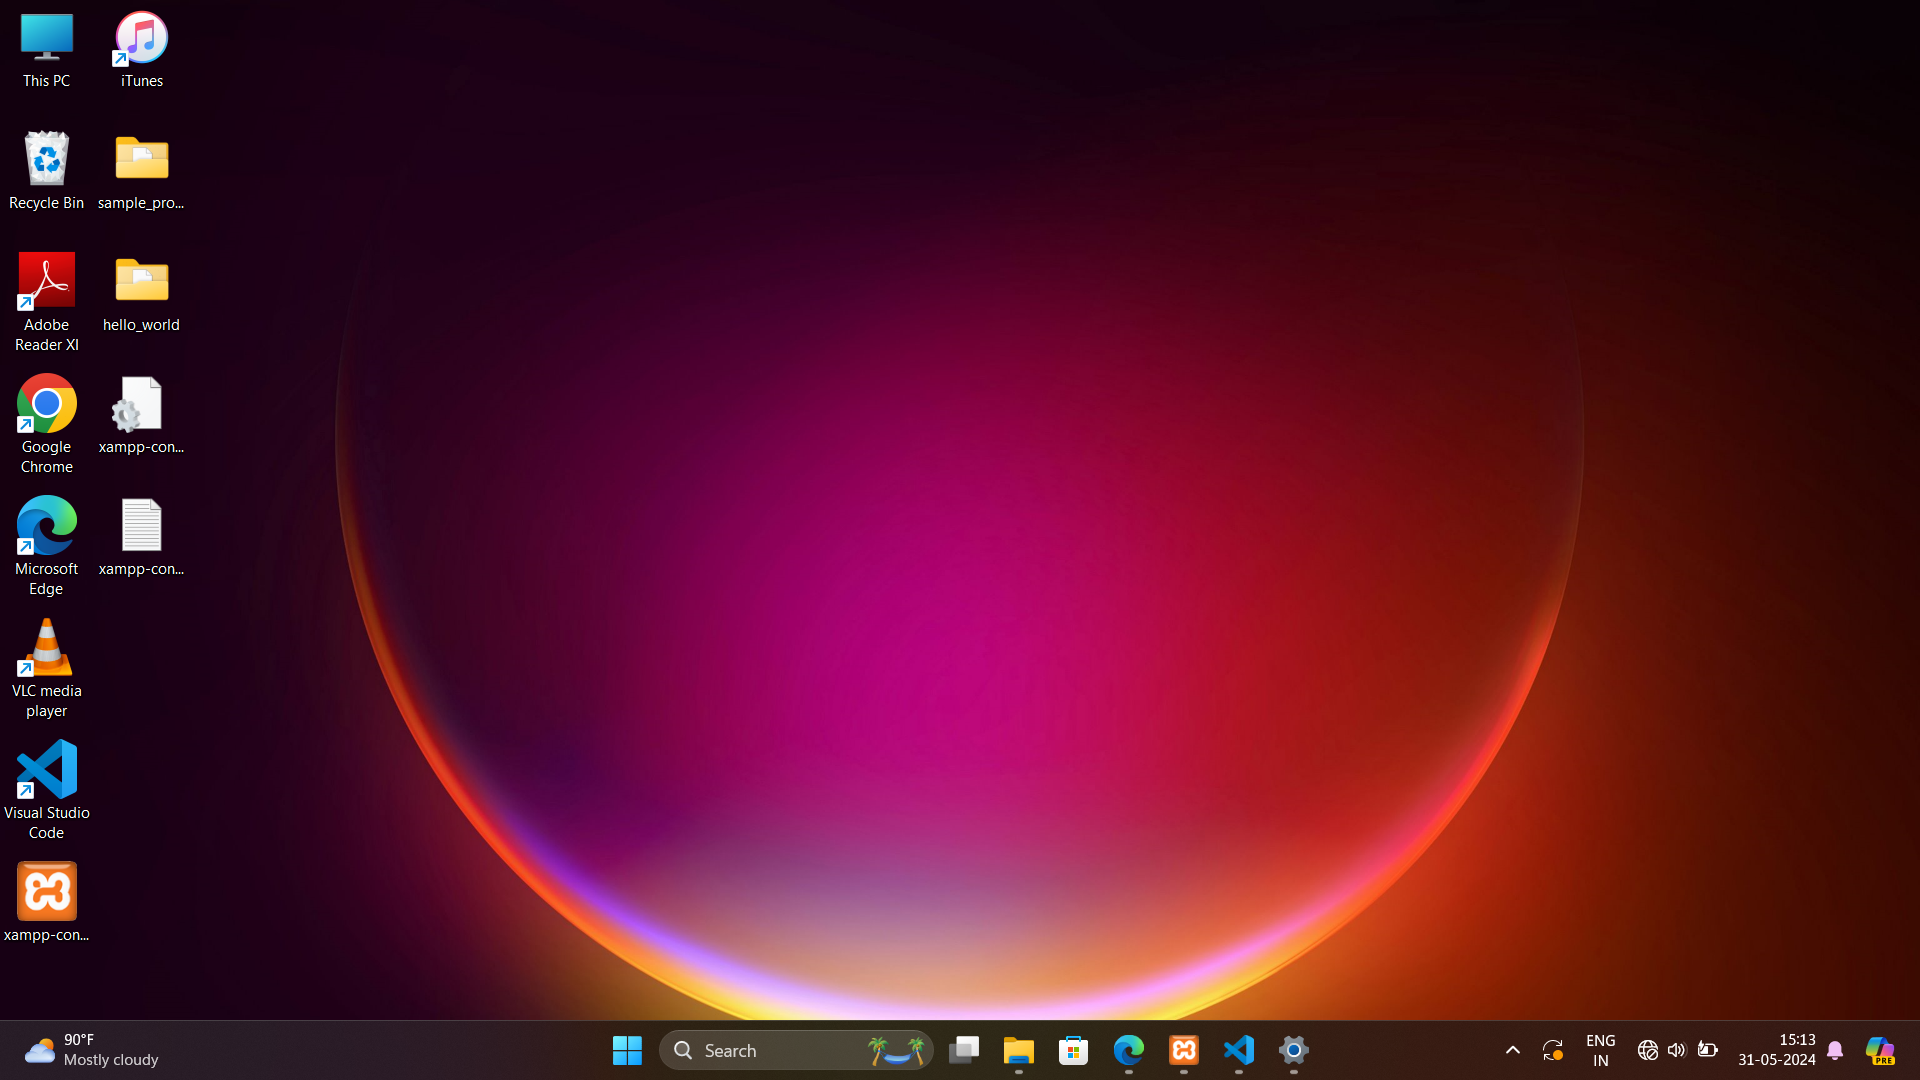 This PC
iTunes
Recycle Bin
sample_pro...
Adobe
Reader XI
hello_world
Google
Chrome
xampp-con...
Microsoft
Edge
xampp-con...
VLC media
player
Visual Studio
Code
xampp-con...
90°F
Mostly cloudy
Search
ENG
IN
15:13
31-05-2024
PRE